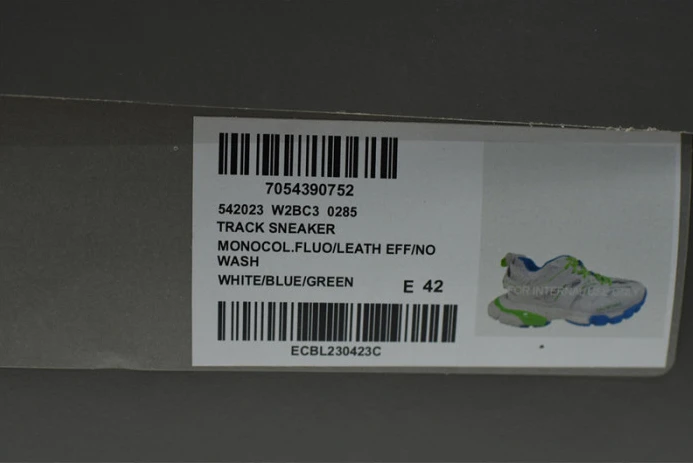 7054390752
542023 W2BC3 0285
TRACK SNEAKER
MONOCOL.FLUO/LEATH EFF/NO
WASH
WHITE/BLUE/GREEN E 42
ECBL230423C